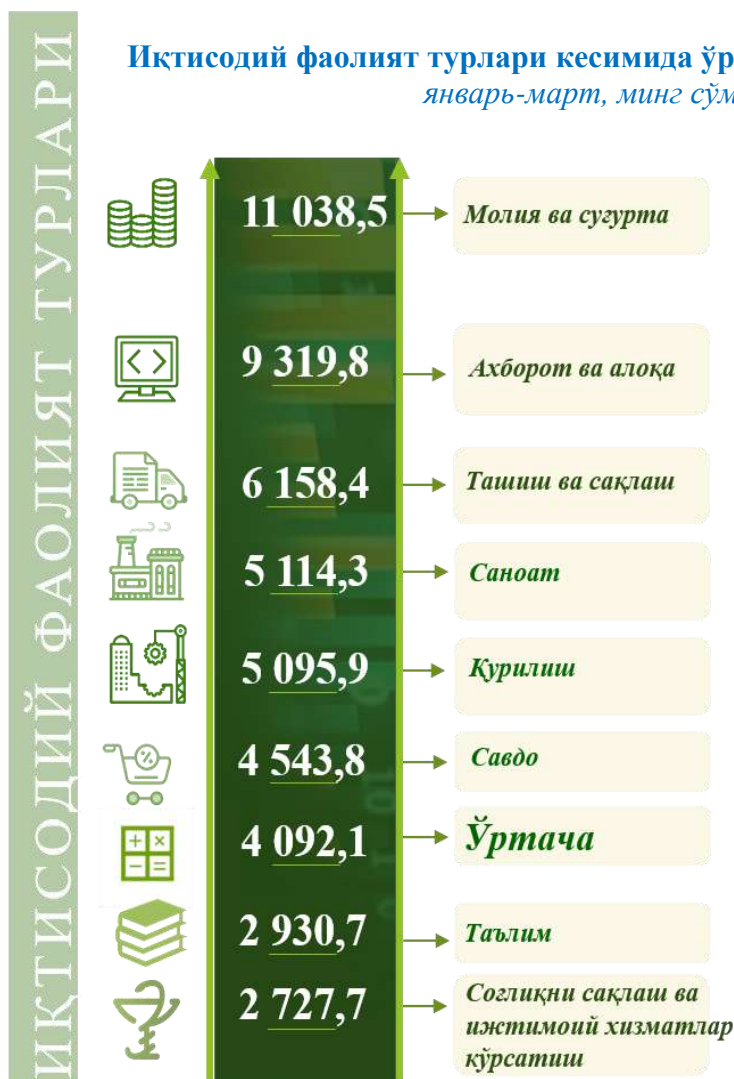 ИҚТИСОДИЙ ФАОЛИЯТ ТУРЛАРИ
Иқтисодий фаолият турлари кесимида ўр
январь-март, минг сўм
11 038,5
Молия ва суғурта
9 319,8
Ахборот ва алоқа
6 158,4
Ташиш ва сақлаш
5 114,3
Саноат
5 095,9
Қурилиш
4 543,8
Савдо
4 092,1
Ўртача
2 930,7
Таълим
2 727,7
Соғлиқни сақлаш ва
ижтимоий хизматлар
кўрсатиш